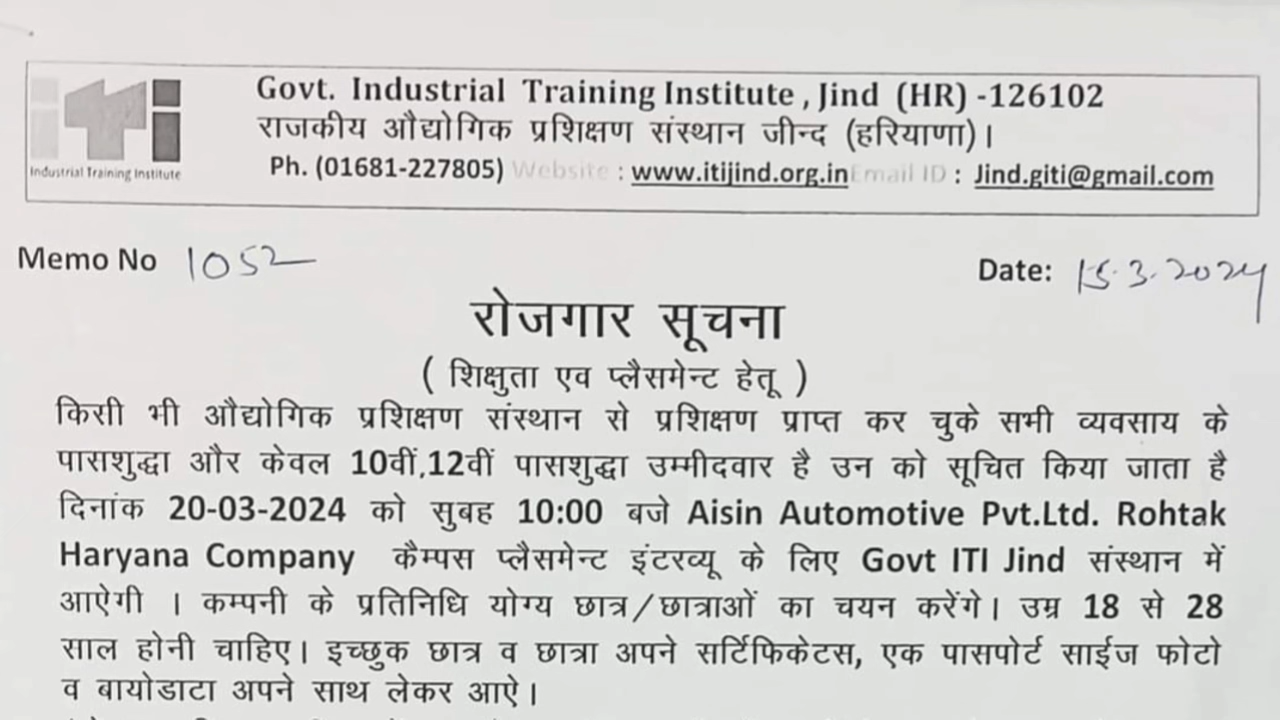 Govt. Industrial Training Institute , Jind (HR) -126102
राजकीय औद्योगिक प्रशिक्षण संस्थान जीन्द (हरियाणा)।
Industrial Training Institute
Ph. (01681-227805) Website : www.itijind.org.in Email ID : Jind.giti@gmail.com
Memo No 1052
Date: 15.3.2024
रोजगार सूचना
( शिक्षुता एव प्लैसमेन्ट हेतू )
किसी भी औद्योगिक प्रशिक्षण संस्थान से प्रशिक्षण प्राप्त कर चुके सभी व्यवसाय के
पासशुद्धा और केवल 10वीं,12वीं पासशुद्धा उम्मीदवार है उन को सूचित किया जाता है
दिनांक 20-03-2024 को सुबह 10:00 बजे Aisin Automotive Pvt.Ltd. Rohtak
Haryana Company कैम्पस प्लैसमेन्ट इंटरव्यू के लिए Govt ITI Jind संस्थान में
आऐगी । कम्पनी के प्रतिनिधि योग्य छात्र/छात्राओं का चयन करेंगे। उम्र 18 से 28
साल होनी चाहिए। इच्छुक छात्र व छात्रा अपने सर्टिफिकेटस, एक पासपोर्ट साईज फोटो
व बायोडाटा अपने साथ लेकर आऐ।